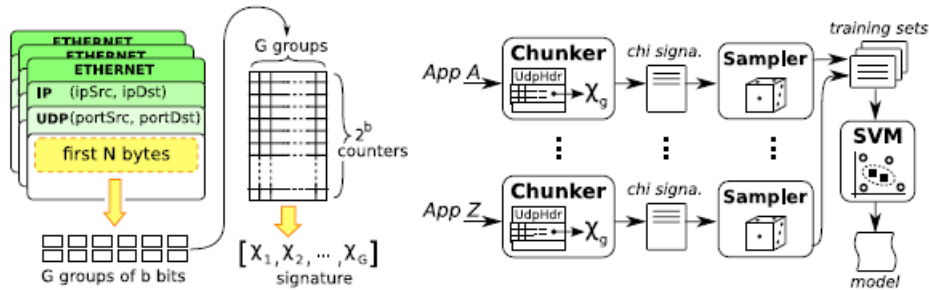 ETHERNET
ETHERNET
ETHERNET
IP (ipSrc, ipDst)
UDP (portSrc, portDst)
first N bytes
G groups of b bits
G groups
2^b
counters
[χ1, χ2, ... , χG]
signature
App A
Chunker
UdpHdr
χg
chi signa.
Sampler
training sets
SVM
App Z
Chunker
UdpHdr
χg
chi signa.
Sampler
model